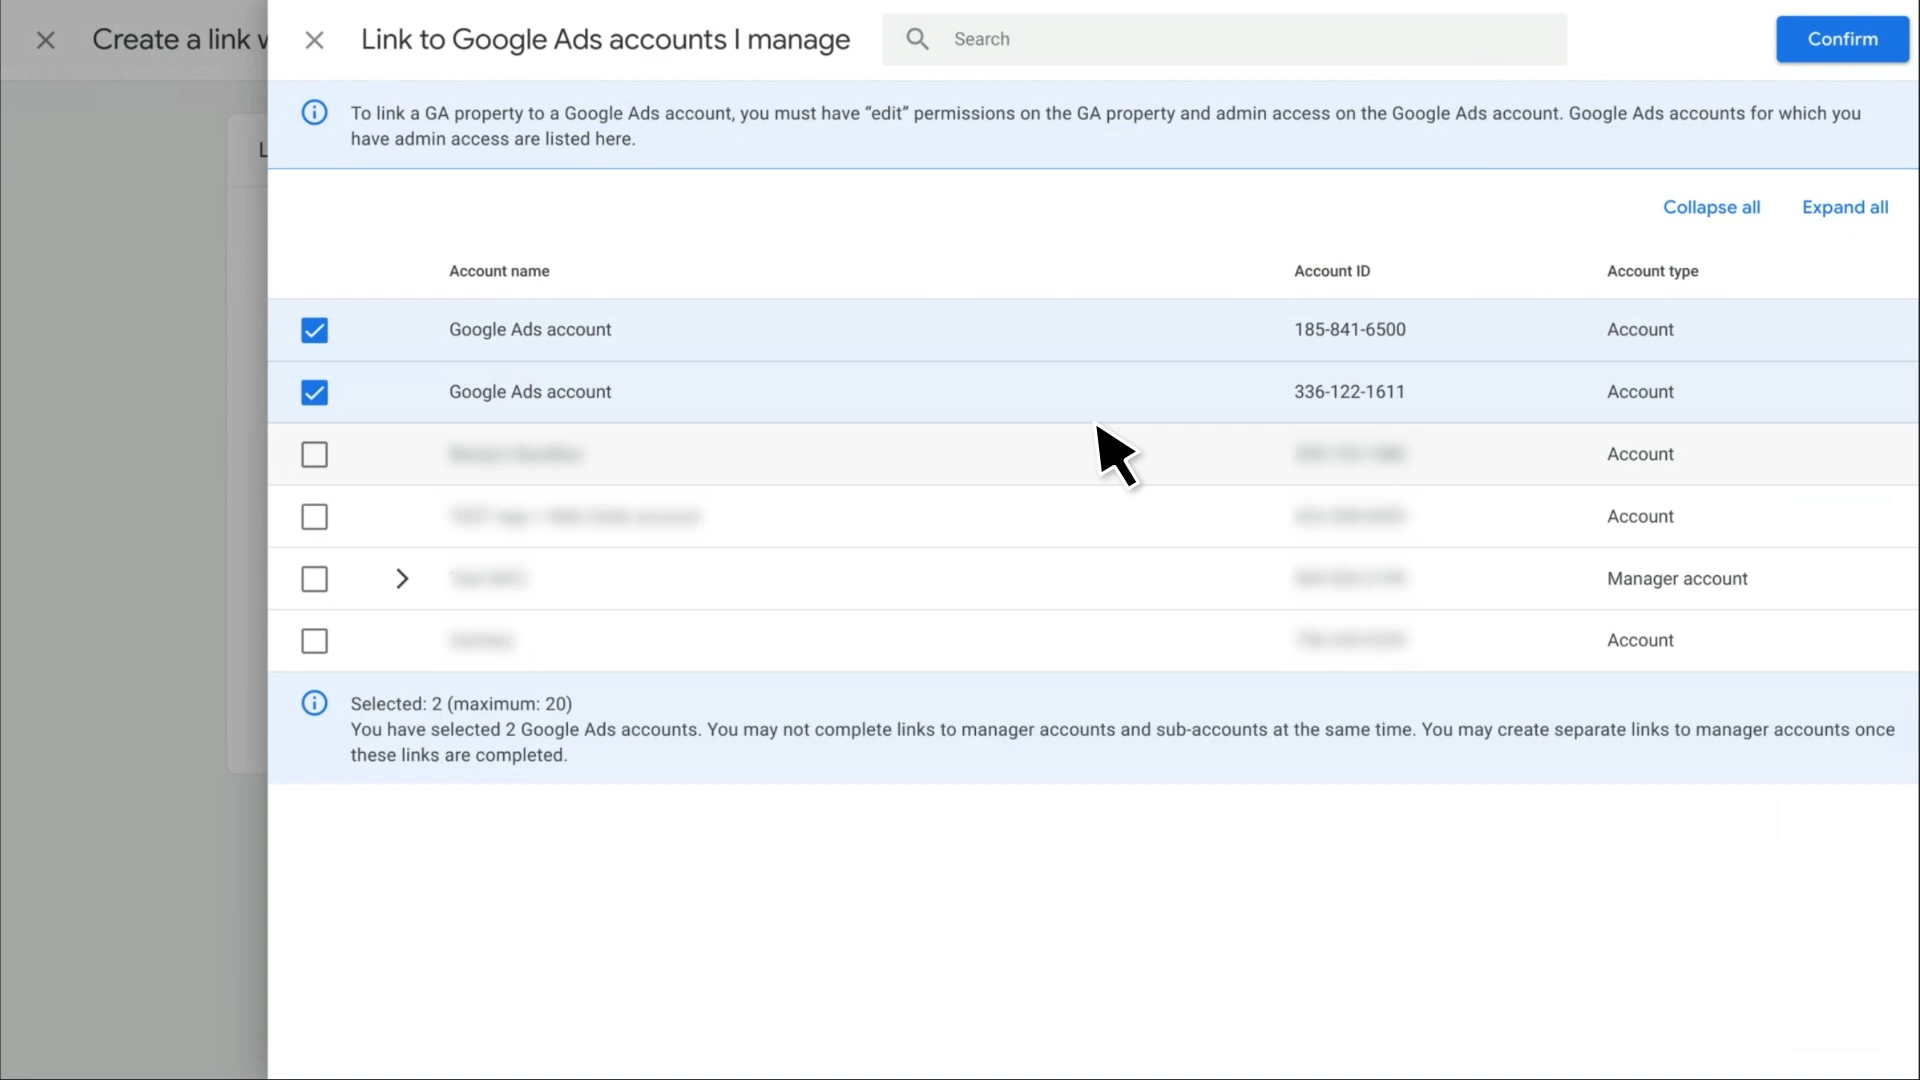 Create a link w
Link to Google Ads accounts I manage
Search
Confirm
To link a GA property to a Google Ads account, you must have “edit” permissions on the GA property and admin access on the Google Ads account. Google Ads accounts for which you
have admin access are listed here.
L
Collapse all Expand all
Account name Account ID Account type
Google Ads account 185-841-6500 Account
Google Ads account 336-122-1611 Account
Account
Account
Manager account
Account
Selected: 2 (maximum: 20)
You have selected 2 Google Ads accounts. You may not complete links to manager accounts and sub-accounts at the same time. You may create separate links to manager accounts once
these links are completed.